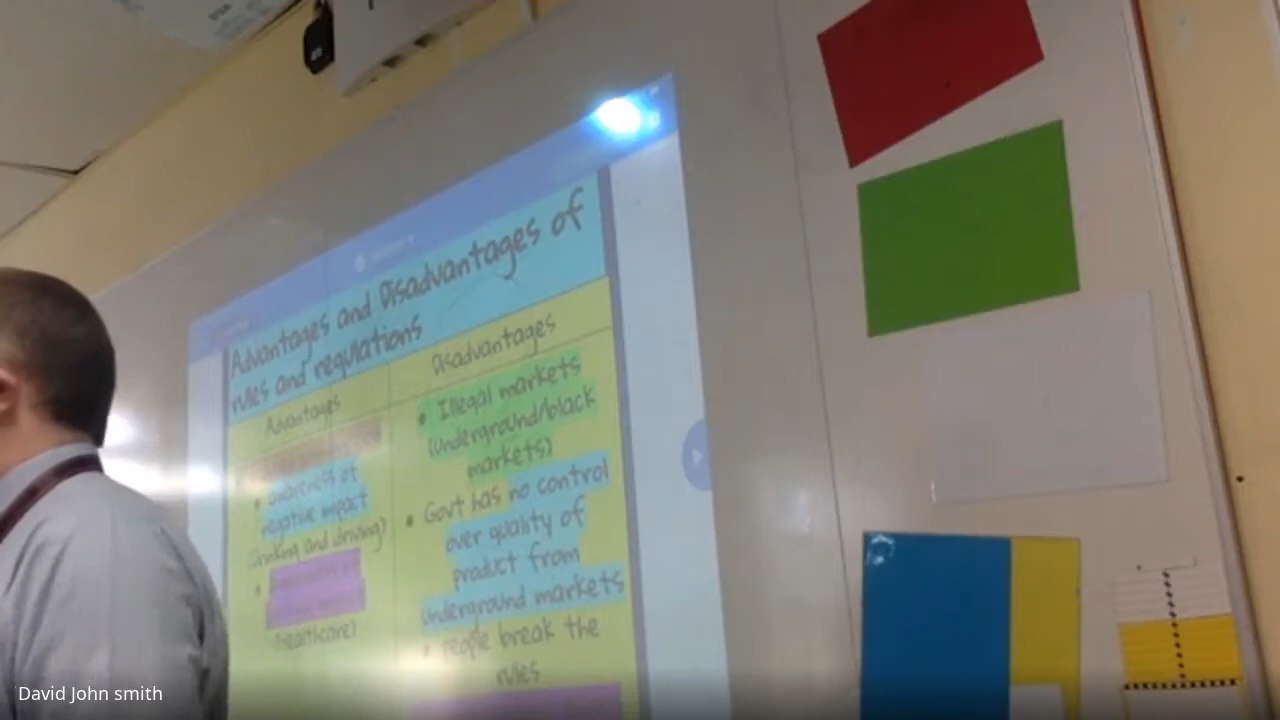 Advantages and Disadvantages of
rules and regulations
Advantages
Disadvantages
• awareness of
negative impact
(drinking and driving)
•
(healthcare)
• Illegal markets
(underground/black
markets)
• Govt has no control
over quality of
product from
underground markets
• People break the
rules
David John smith